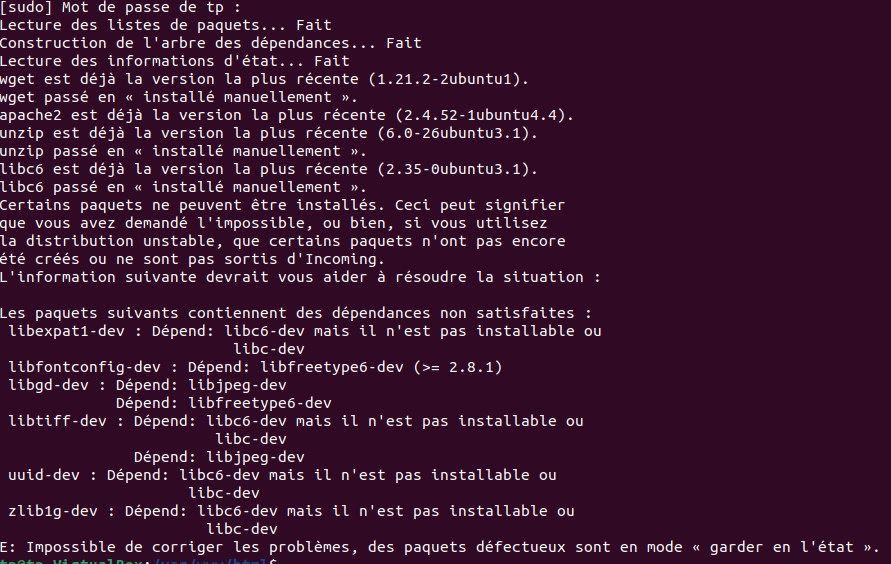 [sudo] Mot de passe de tp :
Lecture des listes de paquets... Fait
Construction de l'arbre des dépendances... Fait
Lecture des informations d'état... Fait
wget est déjà la version la plus récente (1.21.2-2ubuntu1).
wget passé en « installé manuellement ».
apache2 est déjà la version la plus récente (2.4.52-1ubuntu4.4).
unzip est déjà la version la plus récente (6.0-26ubuntu3.1).
unzip passé en « installé manuellement ».
libc6 est déjà la version la plus récente (2.35-0ubuntu3.1).
libc6 passé en « installé manuellement ».
Certains paquets ne peuvent être installés. Ceci peut signifier
que vous avez demandé l'impossible, ou bien, si vous utilisez
la distribution unstable, que certains paquets n'ont pas encore
été créés ou ne sont pas sortis d'Incoming.
L'information suivante devrait vous aider à résoudre la situation :
Les paquets suivants contiennent des dépendances non satisfaites :
libexpat1-dev : Dépend: libc6-dev mais il n'est pas installable ou
libc-dev
libfontconfig-dev : Dépend: libfreetype6-dev (>= 2.8.1)
libgd-dev : Dépend: libjpeg-dev
Dépend: libfreetype6-dev
libtiff-dev : Dépend: libc6-dev mais il n'est pas installable ou
libc-dev
Dépend: libjpeg-dev
uuid-dev : Dépend: libc6-dev mais il n'est pas installable ou
libc-dev
zlib1g-dev : Dépend: libc6-dev mais il n'est pas installable ou
libc-dev
E: Impossible de corriger les problèmes, des paquets défectueux sont en mode « garder en l'état ».
tp@tp-VirtualBox:/var/www/html$